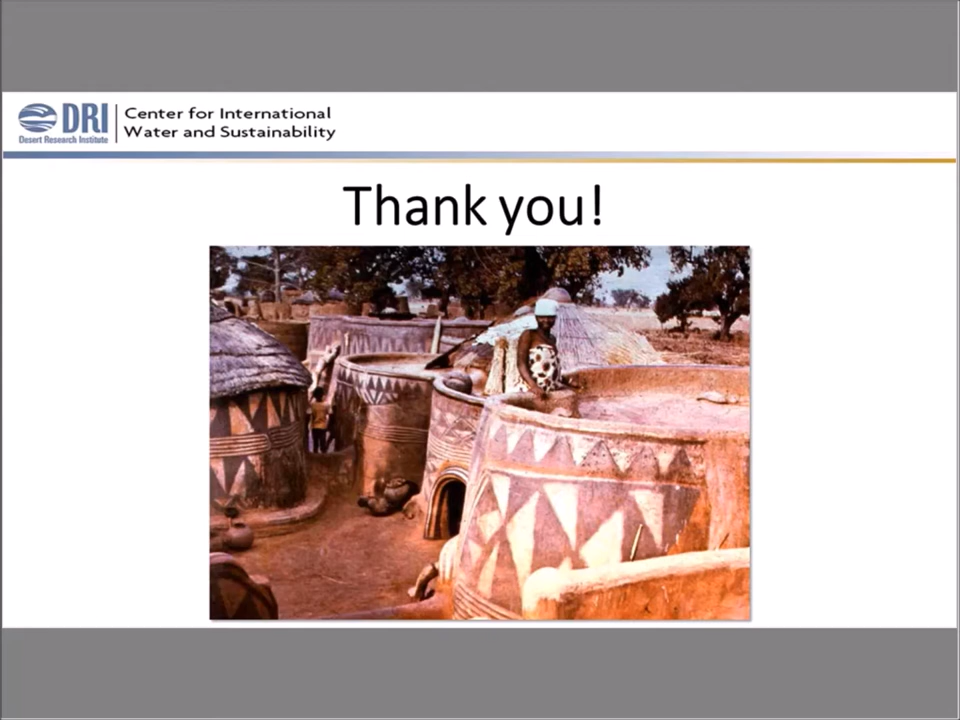 DRI
Desert Research Institute
Center for International
Water and Sustainability
Thank you!